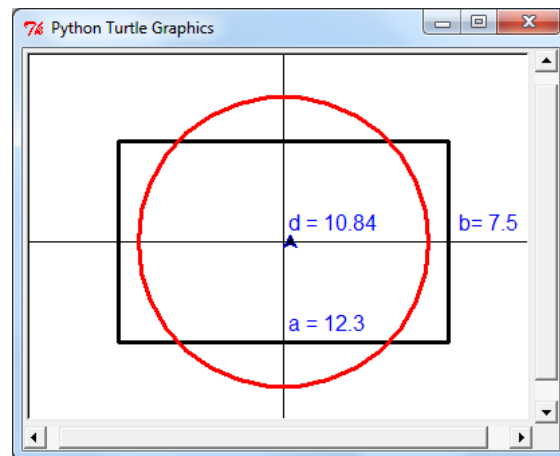 Python Turtle Graphics
d = 10.84
b= 7.5
a = 12.3